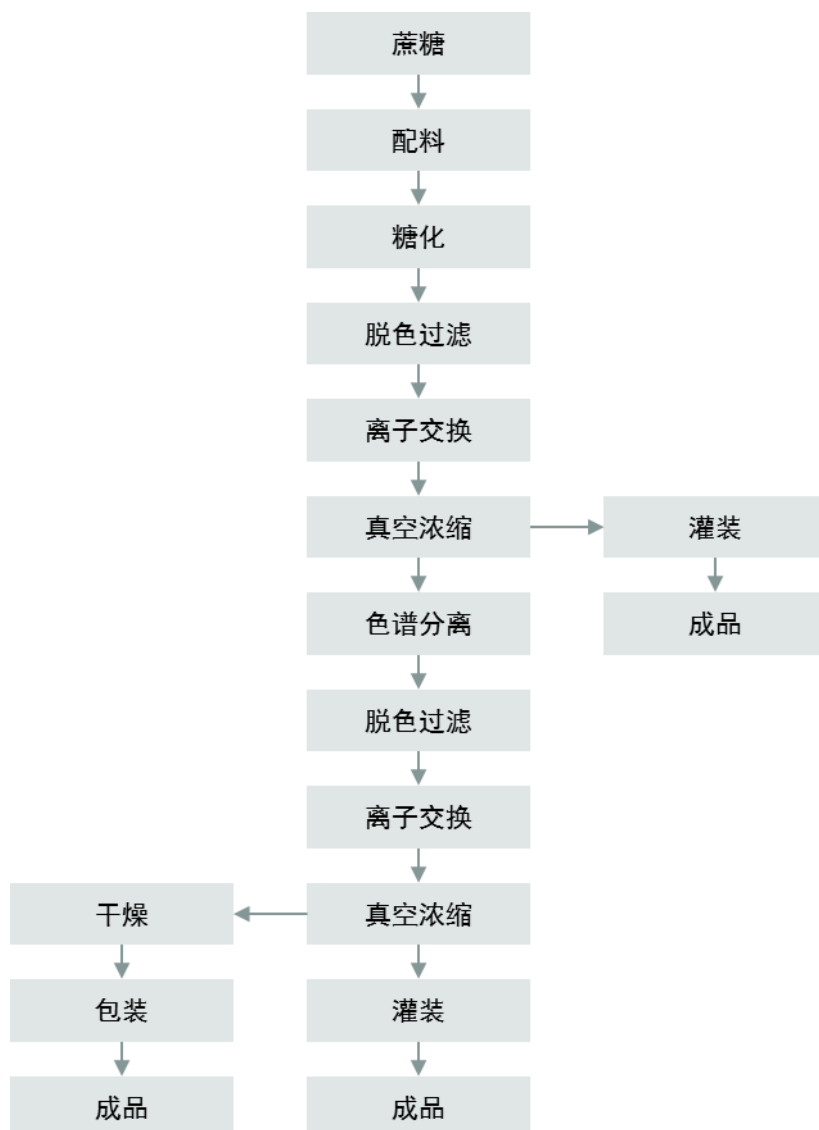 蔗糖
配料
糖化
脱色过滤
离子交换
真空浓缩
灌装
色谱分离
成品
脱色过滤
离子交换
干燥
真空浓缩
包装
灌装
成品
成品